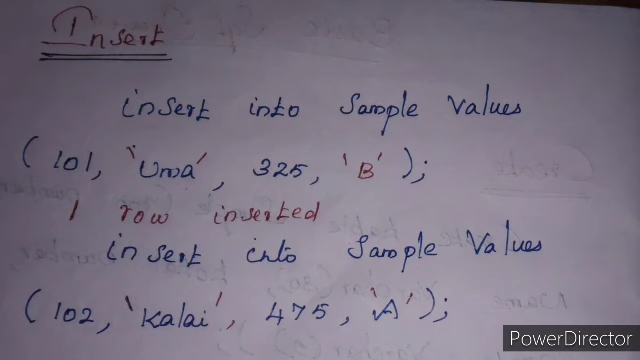 Insert
insert into Sample Values
(101, 'Uma', 325, 'B');
1 row inserted
insert into Sample Values
(102, 'Kalai', 475, 'A');
PowerDirector